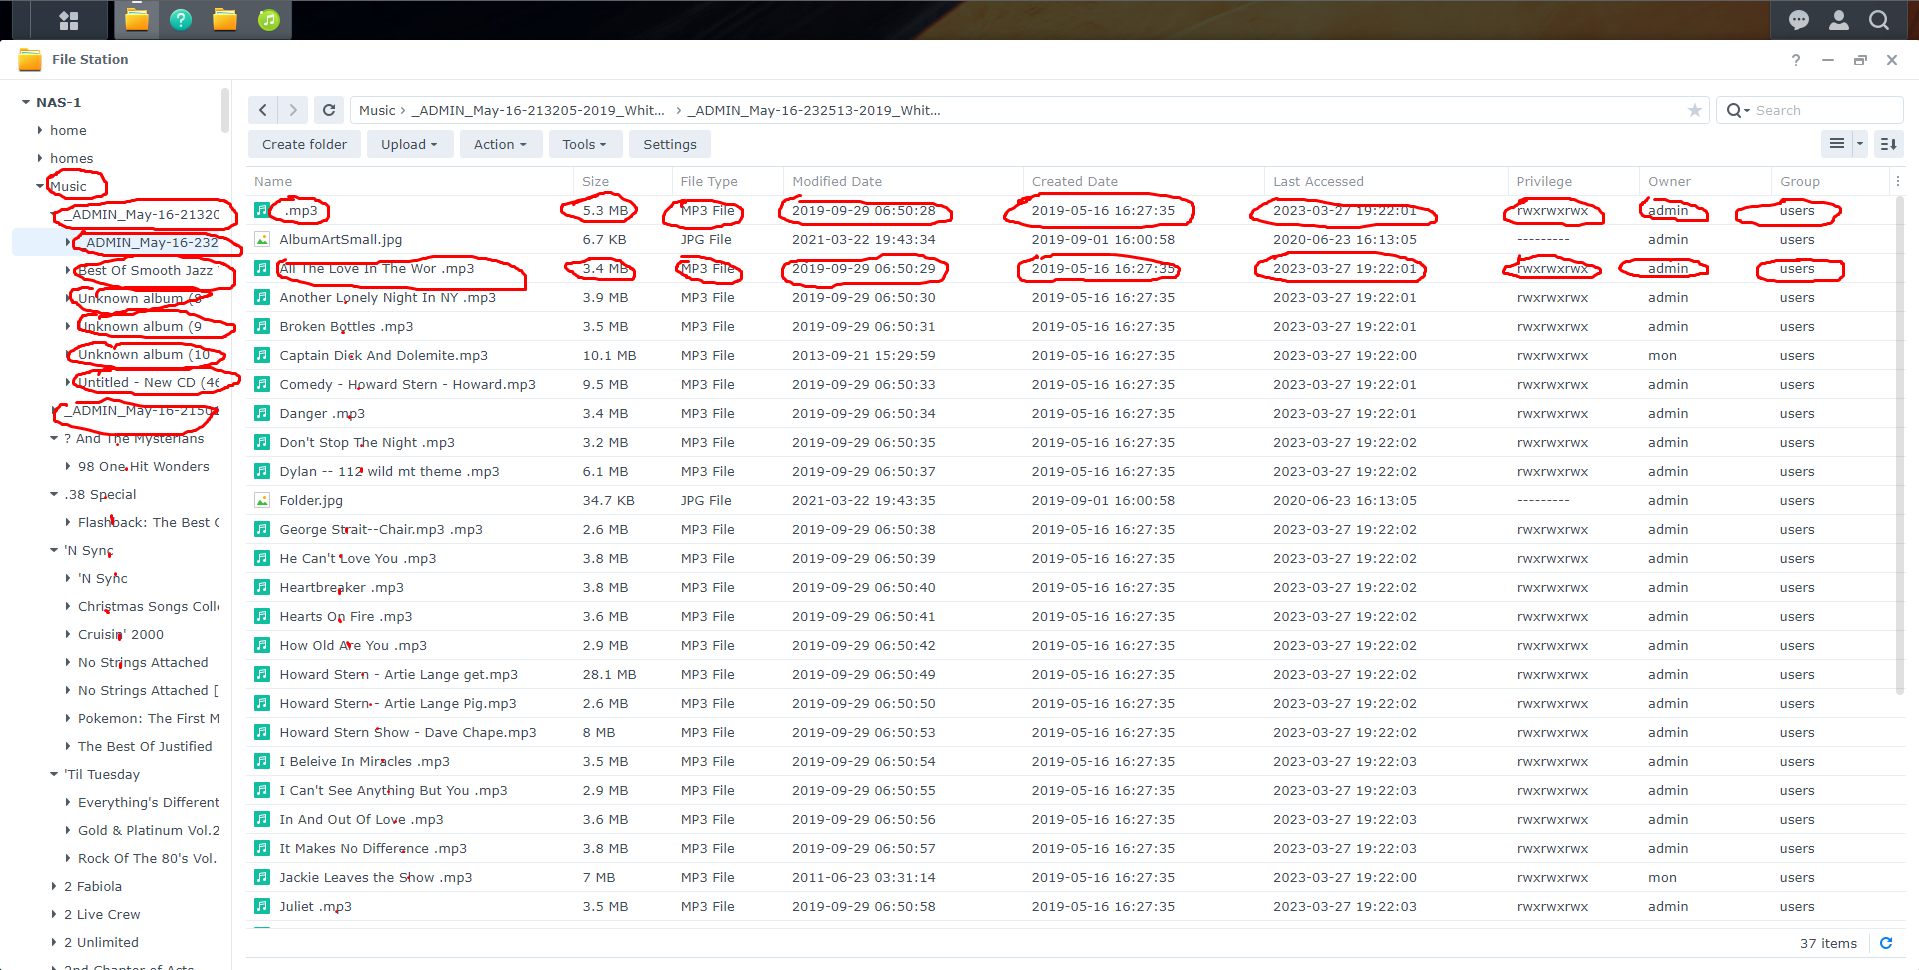 File Station
NAS-1
home
homes
Music
_ADMIN_May-16-21320
_ADMIN_May-16-232
Best Of Smooth Jazz
Unknown album (8
Unknown album (9
Unknown album (10
Untitled - New CD (46
_ADMIN_May-16-2150
? And The Mysterians
98 One Hit Wonders
.38 Special
Flashback: The Best O
'N Sync
'N Sync
Christmas Songs Colle
Cruisin' 2000
No Strings Attached
No Strings Attached [
Pokemon: The First M
The Best Of Justified
'Til Tuesday
Everything's Different
Gold & Platinum Vol.2
Rock Of The 80's Vol.
2 Fabiola
2 Live Crew
2 Unlimited
2nd Chapter of Acts
Music › _ADMIN_May-16-213205-2019_Whit... › _ADMIN_May-16-232513-2019_Whit...
Search
Create folder Upload Action Tools Settings
Name Size File Type Modified Date Created Date Last Accessed Privilege Owner Group
.mp3 5.3 MB MP3 File 2019-09-29 06:50:28 2019-05-16 16:27:35 2023-03-27 19:22:01 rwxrwxrwx admin users
AlbumArtSmall.jpg 6.7 KB JPG File 2021-03-22 19:43:34 2019-09-01 16:00:58 2020-06-23 16:13:05 --------- admin users
All The Love In The Wor .mp3 3.4 MB MP3 File 2019-09-29 06:50:29 2019-05-16 16:27:35 2023-03-27 19:22:01 rwxrwxrwx admin users
Another Lonely Night In NY .mp3 3.9 MB MP3 File 2019-09-29 06:50:30 2019-05-16 16:27:35 2023-03-27 19:22:01 rwxrwxrwx admin users
Broken Bottles .mp3 3.5 MB MP3 File 2019-09-29 06:50:31 2019-05-16 16:27:35 2023-03-27 19:22:01 rwxrwxrwx admin users
Captain Dick And Dolemite.mp3 10.1 MB MP3 File 2013-09-21 15:29:59 2019-05-16 16:27:35 2023-03-27 19:22:00 rwxrwxrwx mon users
Comedy - Howard Stern - Howard.mp3 9.5 MB MP3 File 2019-09-29 06:50:33 2019-05-16 16:27:35 2023-03-27 19:22:01 rwxrwxrwx admin users
Danger .mp3 3.4 MB MP3 File 2019-09-29 06:50:34 2019-05-16 16:27:35 2023-03-27 19:22:01 rwxrwxrwx admin users
Don't Stop The Night .mp3 3.2 MB MP3 File 2019-09-29 06:50:35 2019-05-16 16:27:35 2023-03-27 19:22:02 rwxrwxrwx admin users
Dylan -- 112 wild mt theme .mp3 6.1 MB MP3 File 2019-09-29 06:50:37 2019-05-16 16:27:35 2023-03-27 19:22:02 rwxrwxrwx admin users
Folder.jpg 34.7 KB JPG File 2021-03-22 19:43:35 2019-09-01 16:00:58 2020-06-23 16:13:05 --------- admin users
George Strait--Chair.mp3 .mp3 2.6 MB MP3 File 2019-09-29 06:50:38 2019-05-16 16:27:35 2023-03-27 19:22:02 rwxrwxrwx admin users
He Can't Love You .mp3 3.8 MB MP3 File 2019-09-29 06:50:39 2019-05-16 16:27:35 2023-03-27 19:22:02 rwxrwxrwx admin users
Heartbreaker .mp3 3.8 MB MP3 File 2019-09-29 06:50:40 2019-05-16 16:27:35 2023-03-27 19:22:02 rwxrwxrwx admin users
Hearts On Fire .mp3 3.6 MB MP3 File 2019-09-29 06:50:41 2019-05-16 16:27:35 2023-03-27 19:22:02 rwxrwxrwx admin users
How Old Are You .mp3 2.9 MB MP3 File 2019-09-29 06:50:42 2019-05-16 16:27:35 2023-03-27 19:22:02 rwxrwxrwx admin users
Howard Stern - Artie Lange get.mp3 28.1 MB MP3 File 2019-09-29 06:50:49 2019-05-16 16:27:35 2023-03-27 19:22:02 rwxrwxrwx admin users
Howard Stern - Artie Lange Pig.mp3 2.6 MB MP3 File 2019-09-29 06:50:50 2019-05-16 16:27:35 2023-03-27 19:22:02 rwxrwxrwx admin users
Howard Stern Show - Dave Chape.mp3 8 MB MP3 File 2019-09-29 06:50:53 2019-05-16 16:27:35 2023-03-27 19:22:02 rwxrwxrwx admin users
I Beleive In Miracles .mp3 3.5 MB MP3 File 2019-09-29 06:50:54 2019-05-16 16:27:35 2023-03-27 19:22:03 rwxrwxrwx admin users
I Can't See Anything But You .mp3 2.9 MB MP3 File 2019-09-29 06:50:55 2019-05-16 16:27:35 2023-03-27 19:22:03 rwxrwxrwx admin users
In And Out Of Love .mp3 3.6 MB MP3 File 2019-09-29 06:50:56 2019-05-16 16:27:35 2023-03-27 19:22:03 rwxrwxrwx admin users
It Makes No Difference .mp3 3.8 MB MP3 File 2019-09-29 06:50:57 2019-05-16 16:27:35 2023-03-27 19:22:03 rwxrwxrwx admin users
Jackie Leaves the Show .mp3 7 MB MP3 File 2011-06-23 03:31:14 2019-05-16 16:27:35 2023-03-27 19:22:00 rwxrwxrwx mon users
Juliet .mp3 3.5 MB MP3 File 2019-09-29 06:50:58 2019-05-16 16:27:35 2023-03-27 19:22:03 rwxrwxrwx admin users
37 items